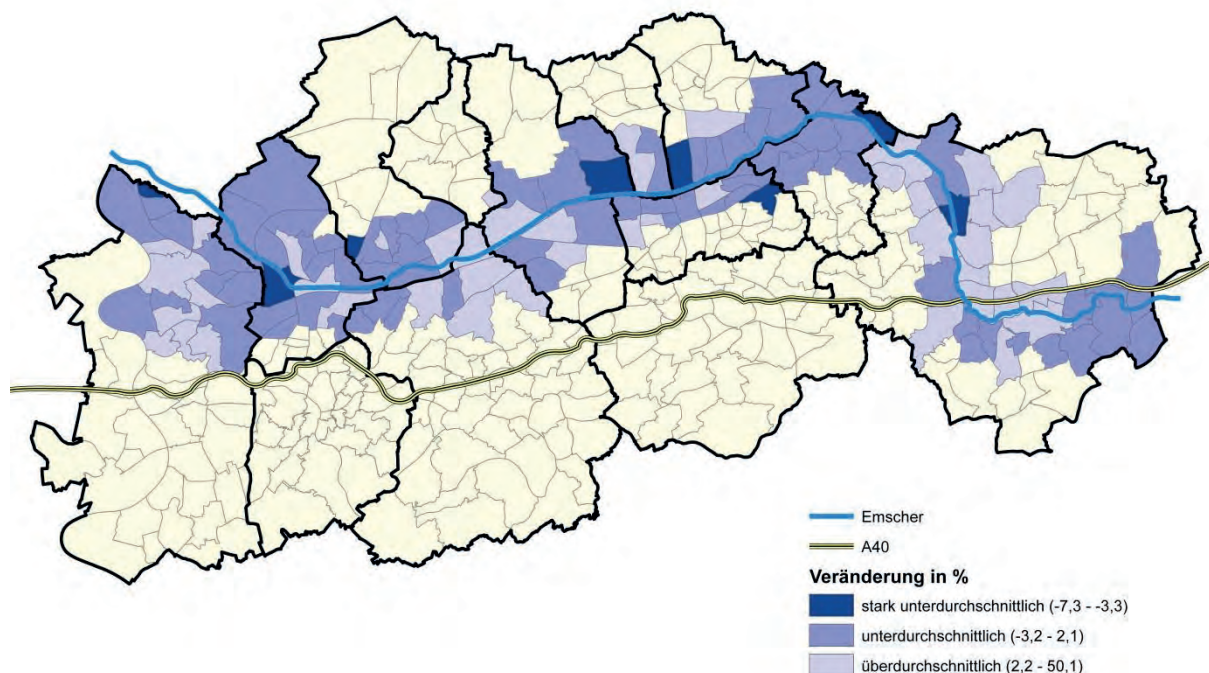 Emscher
A40
Veränderung in %
stark unterdurchschnittlich (-7,3 - -3,3)
unterdurchschnittlich (-3,2 - 2,1)
überdurchschnittlich (2,2 - 50,1)